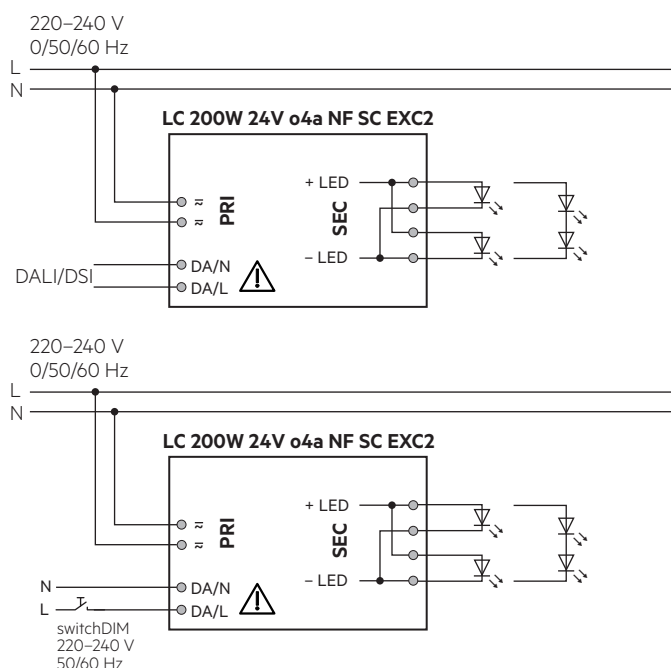 220–240 V
0/50/60 Hz
L
N
LC 200W 24V o4a NF SC EXC2
+ LED
≂
PRI
SEC
≂
– LED
DA/N
DALI/DSI
DA/L
220–240 V
0/50/60 Hz
L
N
LC 200W 24V o4a NF SC EXC2
+ LED
≂
PRI
SEC
≂
– LED
N
DA/N
L
DA/L
switchDIM
220–240 V
50/60 Hz